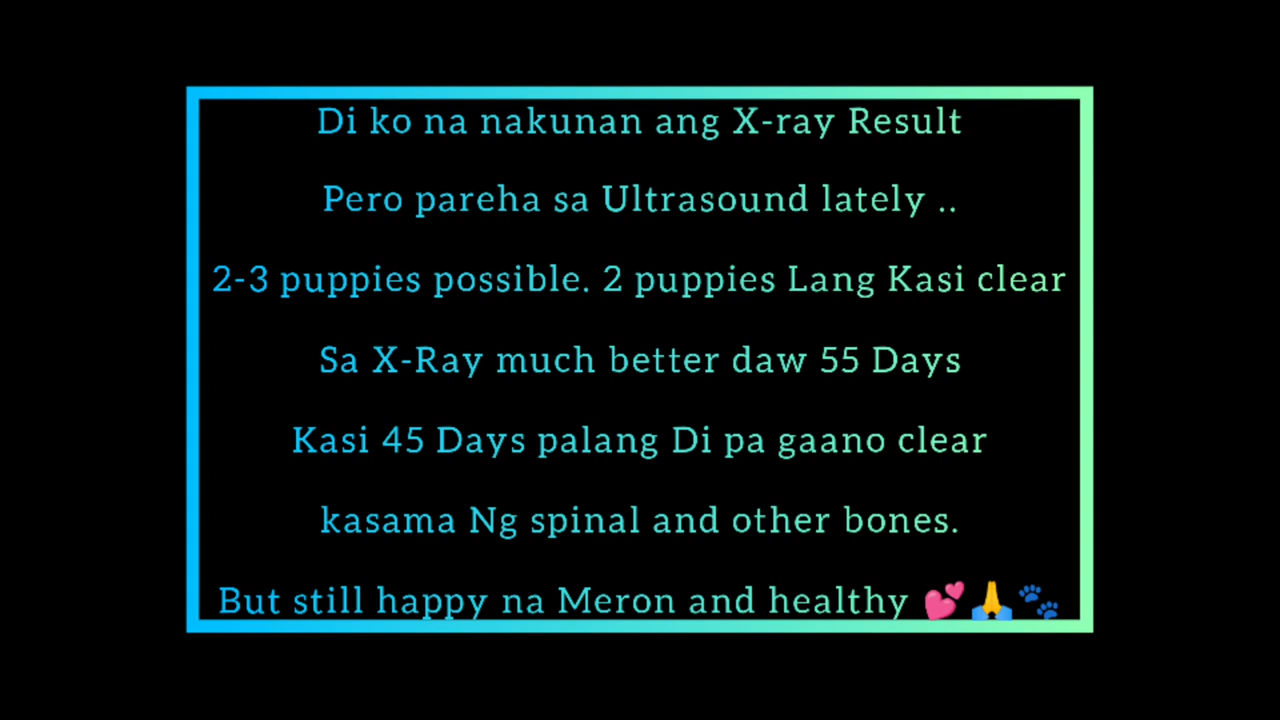 Di ko na nakunan ang X-ray Result
Pero pareha sa Ultrasound lately ..
2-3 puppies possible. 2 puppies Lang Kasi clear
Sa X-Ray much better daw 55 Days
Kasi 45 Days palang Di pa gaano clear
kasama Ng spinal and other bones.
But still happy na Meron and healthy 💕🙏🐾